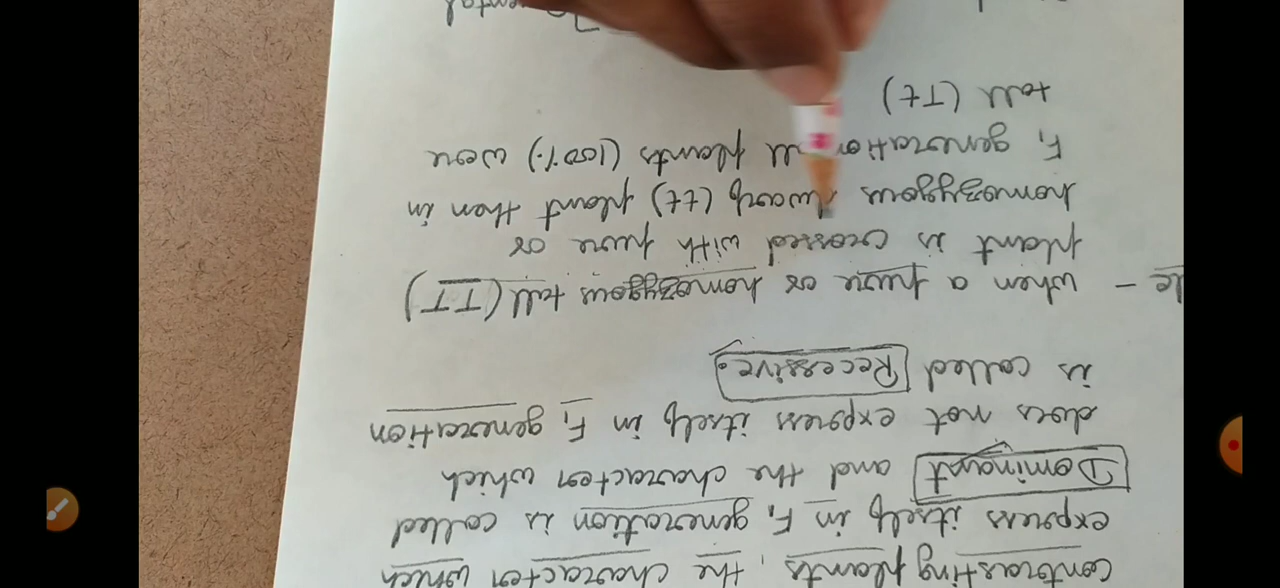 contrasting plants, the character which
express itself in F₁ generation is called
Dominant and the character which
does not express itself in F₁ generation
is called Recessive.
le - when a pure or homozygous tall (TT)
plant is crossed with pure or
homozygous dwarf (tt) plant then in
F₁ generation all plants (100%) were
tall (Tt)